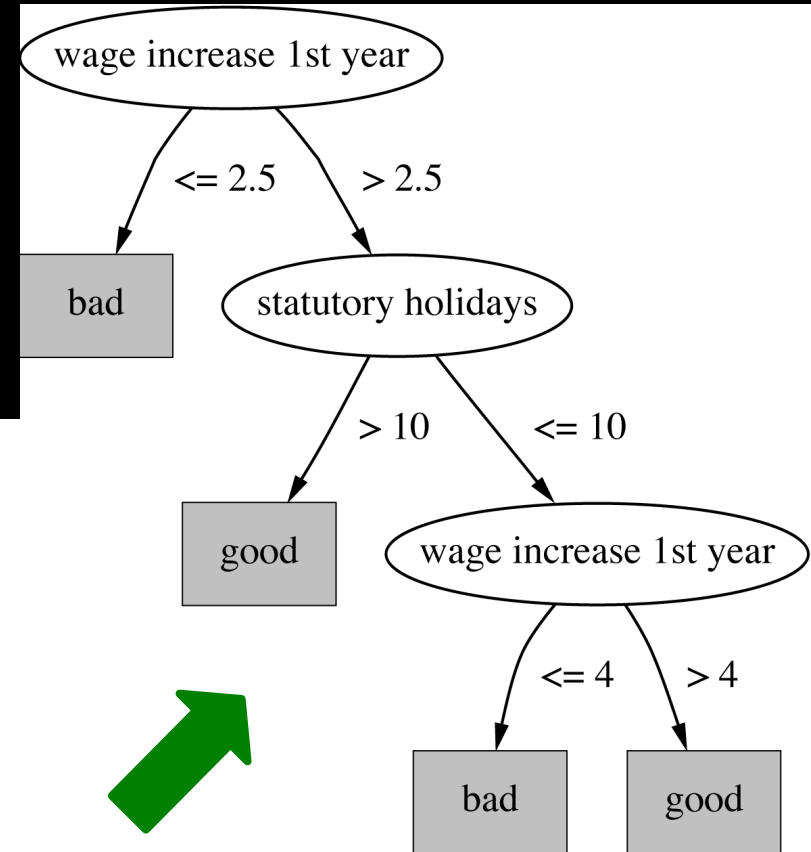 wage increase 1st year
<= 2.5
> 2.5
bad
statutory holidays
> 10
<= 10
good
wage increase 1st year
<= 4
> 4
bad
good